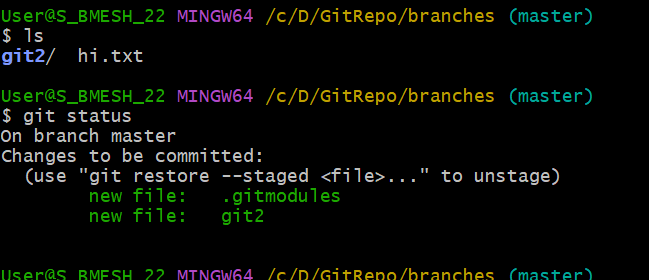 User@S_BMESH_22 MINGW64 /c/D/GitRepo/branches (master)
$ ls
git2/  hi.txt
User@S_BMESH_22 MINGW64 /c/D/GitRepo/branches (master)
$ git status
On branch master
Changes to be committed:
  (use "git restore --staged <file>..." to unstage)
        new file:   .gitmodules
        new file:   git2
User@S_BMESH_22 MINGW64 /c/D/GitRepo/branches (master)